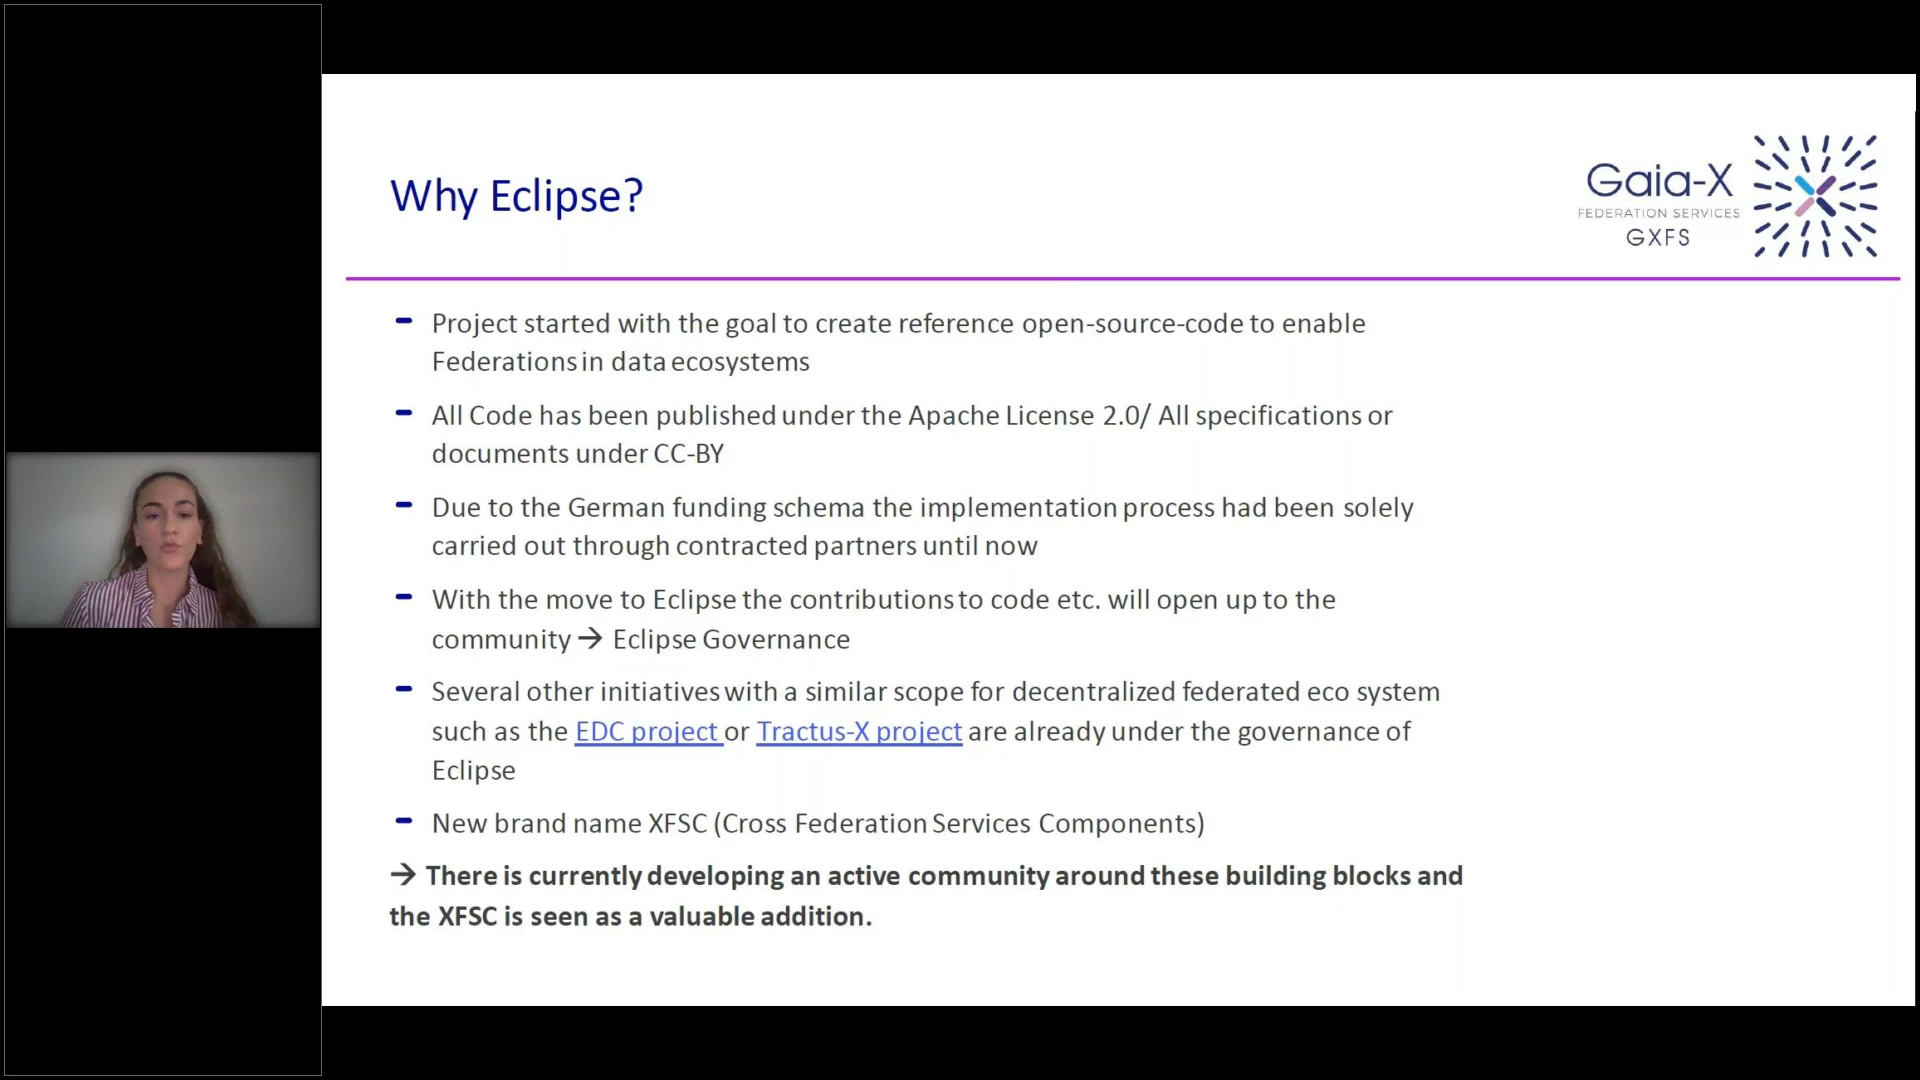 Why Eclipse?
Gaia-X
FEDERATION SERVICES
GXFS
- Project started with the goal to create reference open-source-code to enable
Federations in data ecosystems
- All Code has been published under the Apache License 2.0/ All specifications or
documents under CC-BY
- Due to the German funding schema the implementation process had been solely
carried out through contracted partners until now
- With the move to Eclipse the contributions to code etc. will open up to the
community → Eclipse Governance
- Several other initiatives with a similar scope for decentralized federated eco system
such as the EDC project or Tractus-X project are already under the governance of
Eclipse
- New brand name XFSC (Cross Federation Services Components)
→ There is currently developing an active community around these building blocks and
the XFSC is seen as a valuable addition.